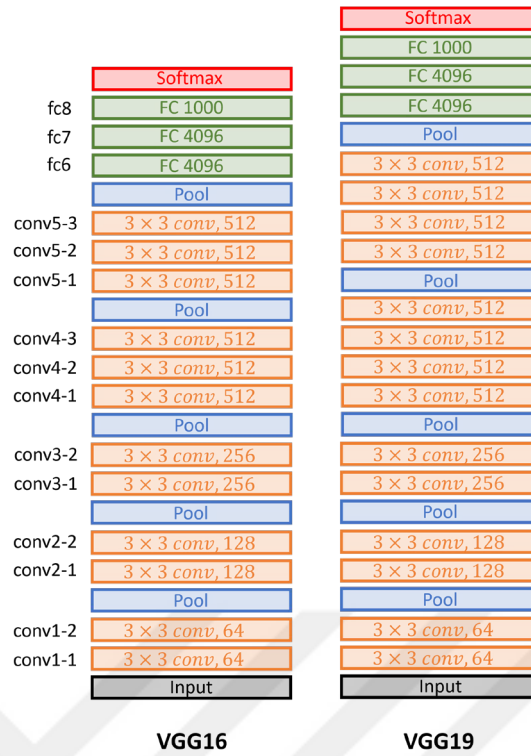 Softmax
fc8 FC 1000
fc7 FC 4096
fc6 FC 4096
Pool
conv5-3 3 × 3 conv, 512
conv5-2 3 × 3 conv, 512
conv5-1 3 × 3 conv, 512
Pool
conv4-3 3 × 3 conv, 512
conv4-2 3 × 3 conv, 512
conv4-1 3 × 3 conv, 512
Pool
conv3-2 3 × 3 conv, 256
conv3-1 3 × 3 conv, 256
Pool
conv2-2 3 × 3 conv, 128
conv2-1 3 × 3 conv, 128
Pool
conv1-2 3 × 3 conv, 64
conv1-1 3 × 3 conv, 64
Input
VGG16
Softmax
FC 1000
FC 4096
FC 4096
Pool
3 × 3 conv, 512
3 × 3 conv, 512
3 × 3 conv, 512
3 × 3 conv, 512
Pool
3 × 3 conv, 512
3 × 3 conv, 512
3 × 3 conv, 512
3 × 3 conv, 512
Pool
3 × 3 conv, 256
3 × 3 conv, 256
Pool
3 × 3 conv, 128
3 × 3 conv, 128
Pool
3 × 3 conv, 64
3 × 3 conv, 64
Input
VGG19